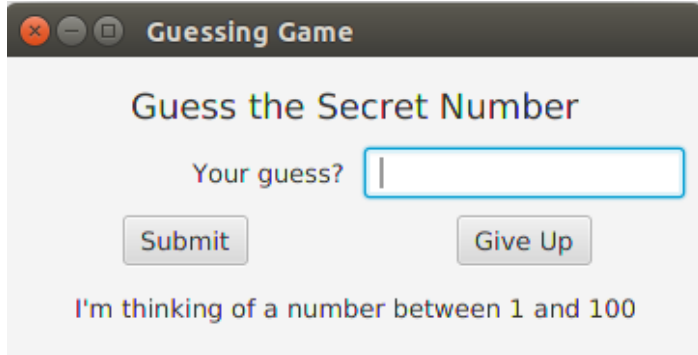 Guessing Game
Guess the Secret Number
Your guess?
Submit Give Up
I'm thinking of a number between 1 and 100